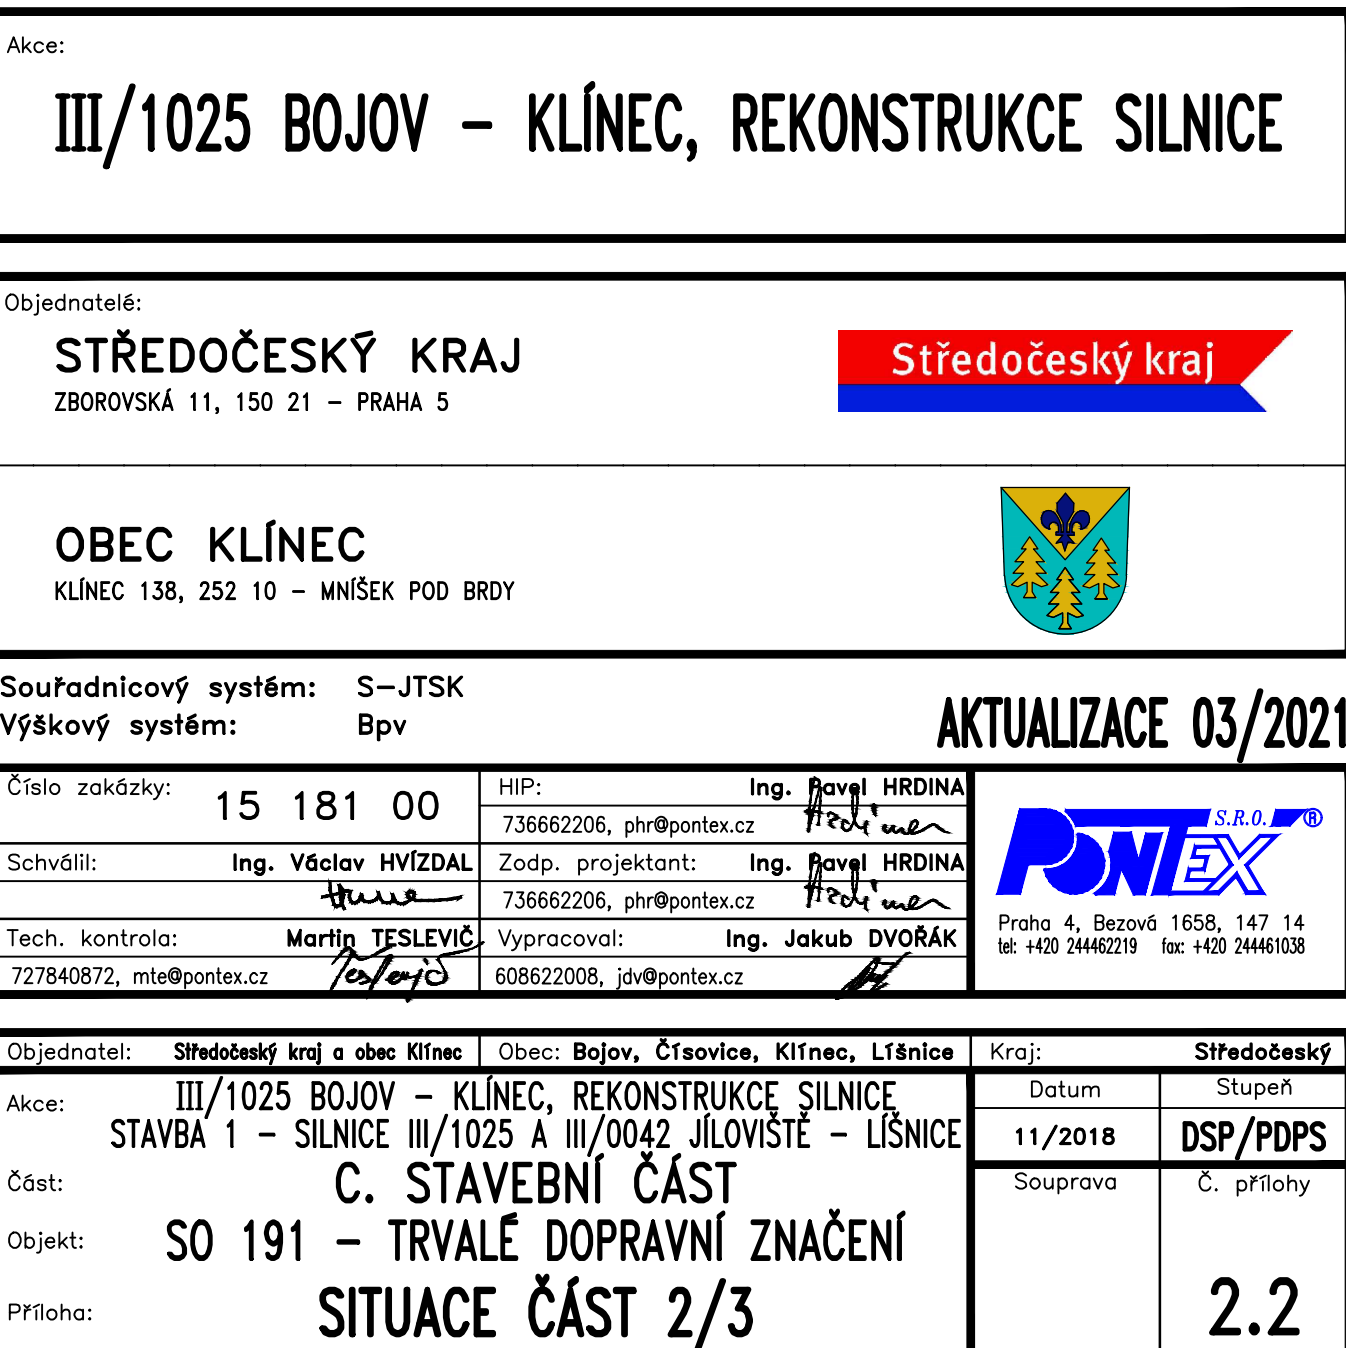 Akce:
III/1025 BOJOV – KLÍNEC, REKONSTRUKCE SILNICE
Objednatelé:
STŘEDOČESKÝ KRAJ
ZBOROVSKÁ 11, 150 21 – PRAHA 5
Středočeský kraj
OBEC KLÍNEC
KLÍNEC 138, 252 10 – MNÍŠEK POD BRDY
Souřadnicový systém: S–JTSK
Výškový systém: Bpv
AKTUALIZACE 03/2021
Číslo zakázky: 15 181 00
HIP: Ing. Pavel HRDINA
736662206, phr@pontex.cz
Schválil: Ing. Václav HVÍZDAL
Zodp. projektant: Ing. Pavel HRDINA
736662206, phr@pontex.cz
Tech. kontrola: Martin TESLEVIČ
727840872, mte@pontex.cz
Vypracoval: Ing. Jakub DVOŘÁK
608622008, jdv@pontex.cz
PONTEX S.R.O. ®
Praha 4, Bezová 1658, 147 14
tel: +420 244462219 fax: +420 244461038
Objednatel: Středočeský kraj a obec Klínec
Obec: Bojov, Čísovice, Klínec, Líšnice
Kraj: Středočeský
Akce: III/1025 BOJOV – KLÍNEC, REKONSTRUKCE SILNICE
STAVBA 1 – SILNICE III/1025 A III/0042 JÍLOVIŠTĚ – LÍŠNICE
Datum
11/2018
Stupeň
DSP/PDPS
Část: C. STAVEBNÍ ČÁST
Objekt: SO 191 – TRVALÉ DOPRAVNÍ ZNAČENÍ
Příloha: SITUACE ČÁST 2/3
Souprava
Č. přílohy
2.2